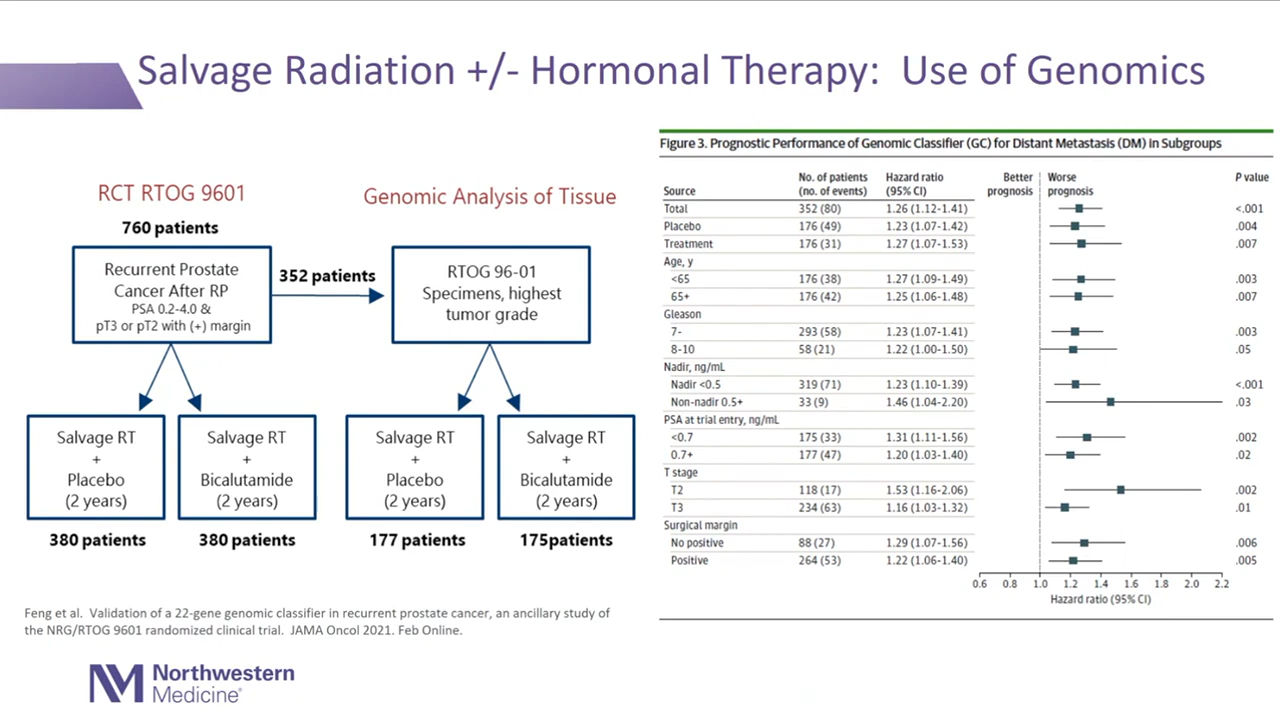 Salvage Radiation +/- Hormonal Therapy: Use of Genomics
RCT RTOG 9601
760 patients
Recurrent Prostate
Cancer After RP
PSA 0.2-4.0 &
pT3 or pT2 with (+) margin
352 patients
Genomic Analysis of Tissue
RTOG 96-01
Specimens, highest
tumor grade
Salvage RT
+
Placebo
(2 years)
380 patients
Salvage RT
+
Bicalutamide
(2 years)
380 patients
Salvage RT
+
Placebo
(2 years)
177 patients
Salvage RT
+
Bicalutamide
(2 years)
175patients
Figure 3. Prognostic Performance of Genomic Classifier (GC) for Distant Metastasis (DM) in Subgroups
Source No. of patients (no. of events) Hazard ratio (95% CI) Better prognosis Worse prognosis P value
Total 352 (80) 1.26 (1.12-1.41) <.001
Placebo 176 (49) 1.23 (1.07-1.42) .004
Treatment 176 (31) 1.27 (1.07-1.53) .007
Age, y
<65 176 (38) 1.27 (1.09-1.49) .003
65+ 176 (42) 1.25 (1.06-1.48) .007
Gleason
7- 293 (58) 1.23 (1.07-1.41) .003
8-10 58 (21) 1.22 (1.00-1.50) .05
Nadir, ng/mL
Nadir <0.5 319 (71) 1.23 (1.10-1.39) <.001
Non-nadir 0.5+ 33 (9) 1.46 (1.04-2.20) .03
PSA at trial entry, ng/mL
<0.7 175 (33) 1.31 (1.11-1.56) .002
0.7+ 177 (47) 1.20 (1.03-1.40) .02
T stage
T2 118 (17) 1.53 (1.16-2.06) .002
T3 234 (63) 1.16 (1.03-1.32) .01
Surgical margin
No positive 88 (27) 1.29 (1.07-1.56) .006
Positive 264 (53) 1.22 (1.06-1.40) .005
0.6 0.8 1.0 1.2 1.4 1.6 1.8 2.0 2.2
Hazard ratio (95% CI)
Feng et al. Validation of a 22-gene genomic classifier in recurrent prostate cancer, an ancillary study of
the NRG/RTOG 9601 randomized clinical trial. JAMA Oncol 2021. Feb Online.
NM Northwestern
Medicine®